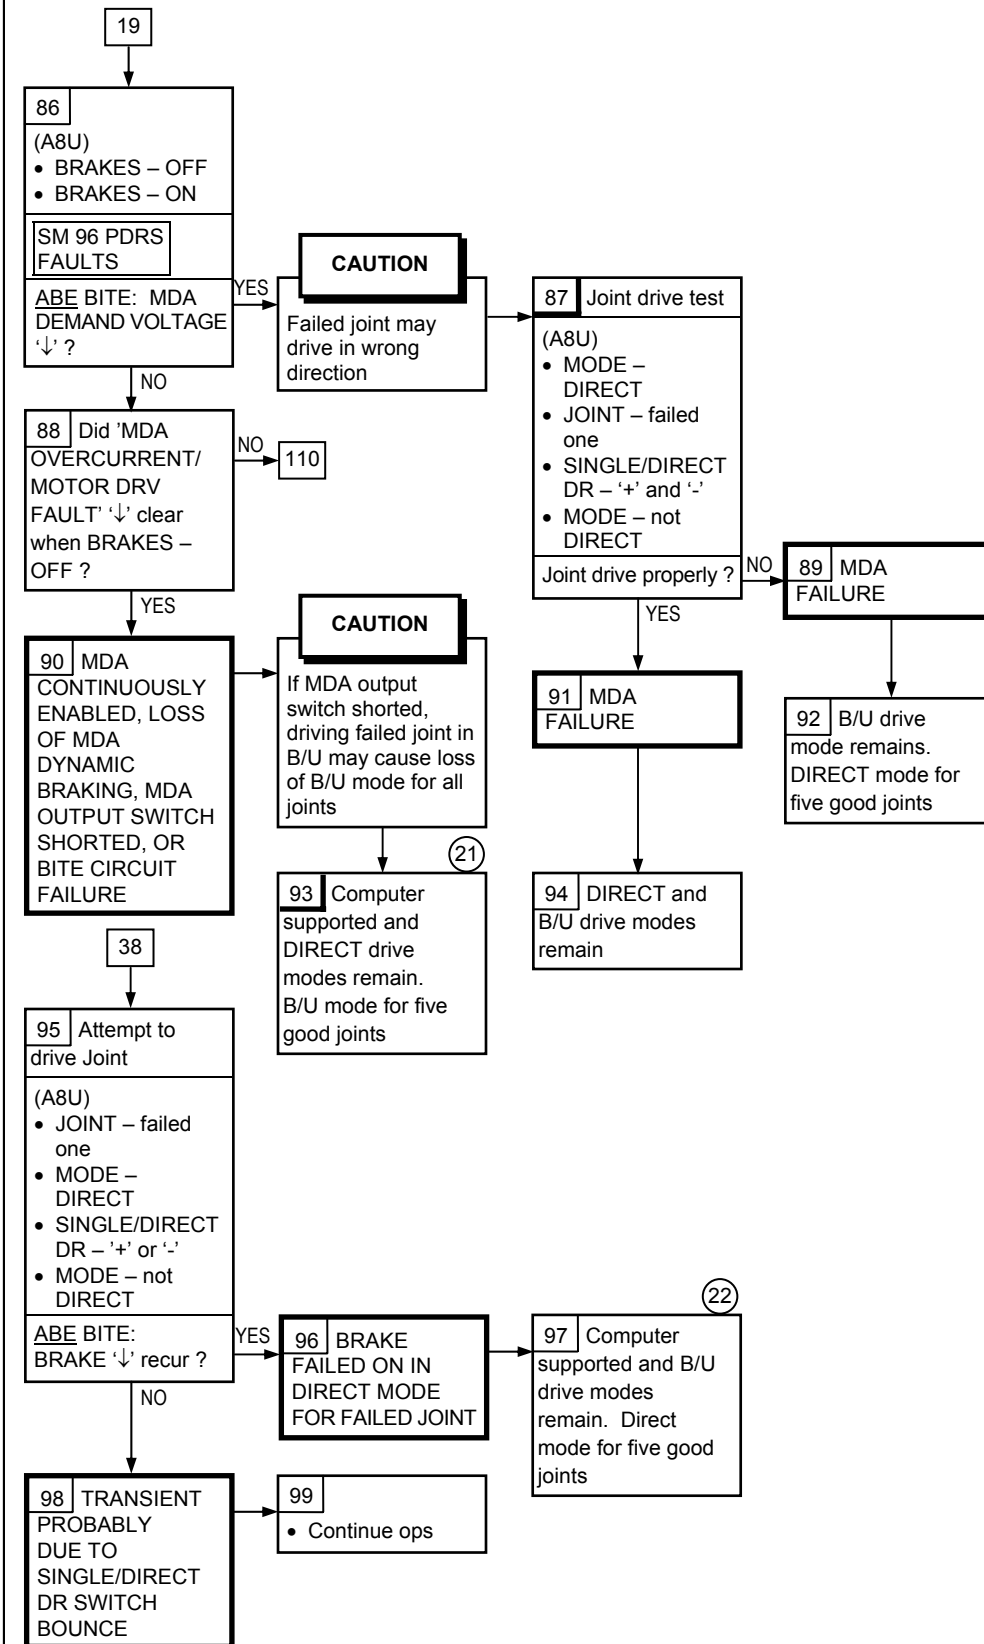 19
86
(A8U)
• BRAKES – OFF
• BRAKES – ON
SM 96 PDRS
FAULTS
ABE BITE: MDA
DEMAND VOLTAGE
‘↓’ ?
YES
NO
CAUTION
Failed joint may
drive in wrong
direction
87 Joint drive test
(A8U)
• MODE –
DIRECT
• JOINT – failed
one
• SINGLE/DIRECT
DR – ‘+’ and ‘-’
• MODE – not
DIRECT
Joint drive properly ?
NO
YES
89 MDA
FAILURE
92 B/U drive
mode remains.
DIRECT mode for
five good joints
91 MDA
FAILURE
94 DIRECT and
B/U drive modes
remain
88 Did ’MDA
OVERCURRENT/
MOTOR DRV
FAULT’ ‘↓’ clear
when BRAKES –
OFF ?
NO
110
YES
90 MDA
CONTINUOUSLY
ENABLED, LOSS
OF MDA
DYNAMIC
BRAKING, MDA
OUTPUT SWITCH
SHORTED, OR
BITE CIRCUIT
FAILURE
CAUTION
If MDA output
switch shorted,
driving failed joint in
B/U may cause loss
of B/U mode for all
joints
21
93 Computer
supported and
DIRECT drive
modes remain.
B/U mode for five
good joints
38
95 Attempt to
drive Joint
(A8U)
• JOINT – failed
one
• MODE –
DIRECT
• SINGLE/DIRECT
DR – ’+’ or ‘-’
• MODE – not
DIRECT
ABE BITE:
BRAKE ‘↓’ recur ?
YES
NO
96 BRAKE
FAILED ON IN
DIRECT MODE
FOR FAILED JOINT
22
97 Computer
supported and B/U
drive modes
remain. Direct
mode for five good
joints
98 TRANSIENT
PROBABLY
DUE TO
SINGLE/DIRECT
DR SWITCH
BOUNCE
99
• Continue ops